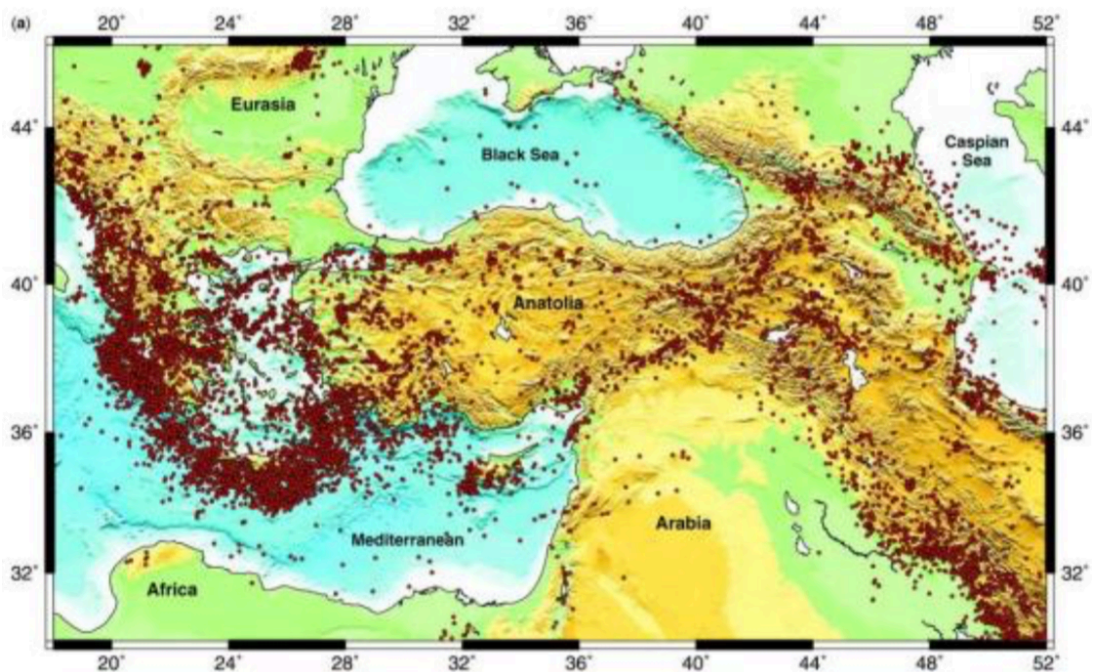 (a)
20° 24° 28° 32° 36° 40° 44° 48° 52°
Eurasia
44° 44°
Black Sea
Caspian
Sea
40° 40°
Anatolia
36° 36°
Arabia
Mediterranean
32° 32°
Africa
20° 24° 28° 32° 36° 40° 44° 48° 52°